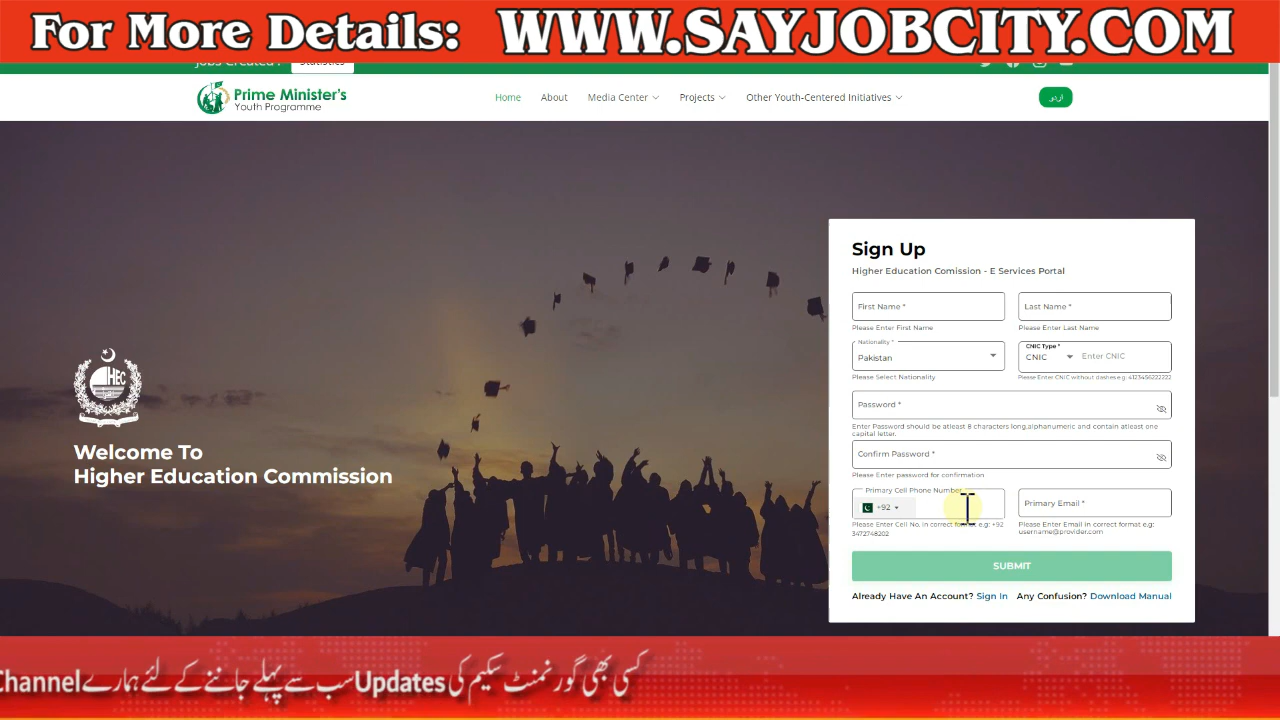 For More Details: WWW.SAYJOBCITY.COM
Jobs Created : Statistics
Prime Minister's
Youth Programme
Home About Media Center Projects Other Youth-Centered Initiatives اردو
Sign Up
Higher Education Comission - E Services Portal
First Name * Last Name *
Please Enter First Name Please Enter Last Name
Nationality * CNIC Type *
Pakistan CNIC Enter CNIC
Please Select Nationality Please Enter CNIC without dashes e.g: 4123456222222
Password *
Enter Password should be atleast 8 characters long,alphanumeric and contain atleast one
capital letter.
Confirm Password *
Please Enter password for confirmation
Primary Cell Phone Number
+92 Primary Email *
Please Enter Cell No. in correct format e.g: +92
3472748202
Please Enter Email in correct format e,g:
username@provider.com
SUBMIT
Already Have An Account? Sign In Any Confusion? Download Manual
HEC
Welcome To
Higher Education Commission
کسی بھی گورنمنٹ سکیم کی Updates سب سے پہلے جاننے کے لئے ہمارے Channel